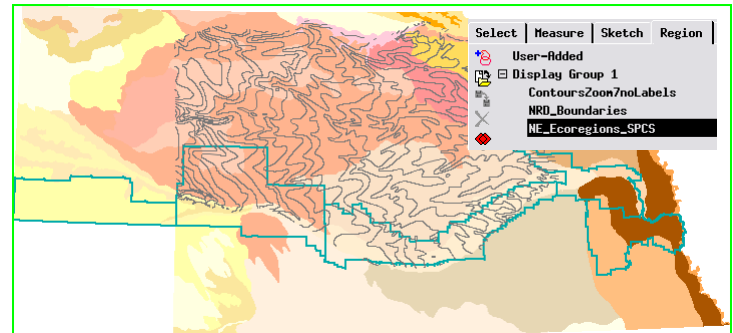 Select Measure Sketch Region
User-Added
Display Group 1
ContoursZoom7noLabels
NRD_Boundaries
NE_Ecoregions_SPCS